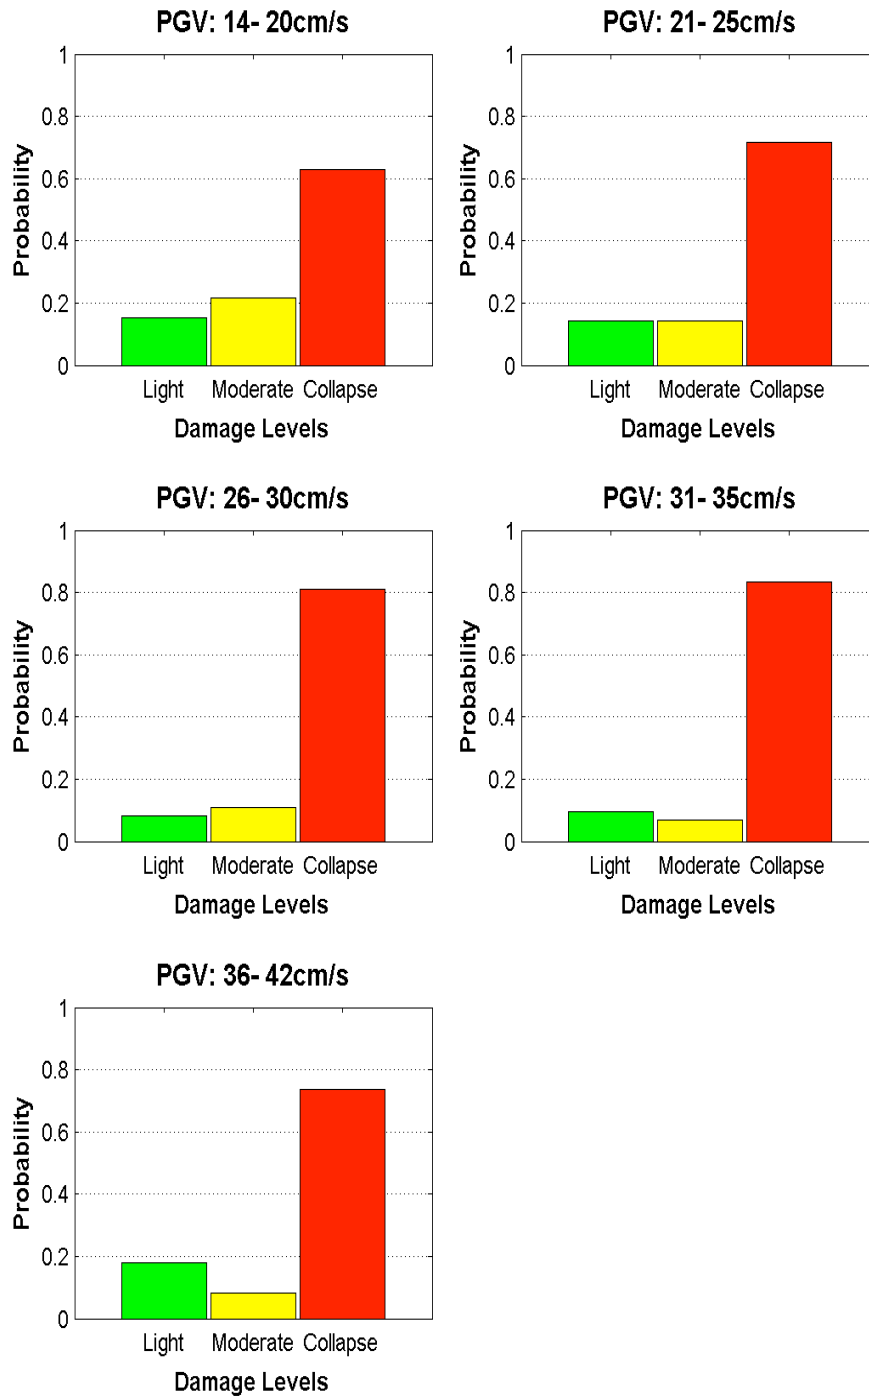 PGV: 14- 20cm/s
1
0.8
0.6
0.4
0.2
0
Probability
Light Moderate Collapse
Damage Levels
PGV: 21- 25cm/s
1
0.8
0.6
0.4
0.2
0
Probability
Light Moderate Collapse
Damage Levels
PGV: 26- 30cm/s
1
0.8
0.6
0.4
0.2
0
Probability
Light Moderate Collapse
Damage Levels
PGV: 31- 35cm/s
1
0.8
0.6
0.4
0.2
0
Probability
Light Moderate Collapse
Damage Levels
PGV: 36- 42cm/s
1
0.8
0.6
0.4
0.2
0
Probability
Light Moderate Collapse
Damage Levels